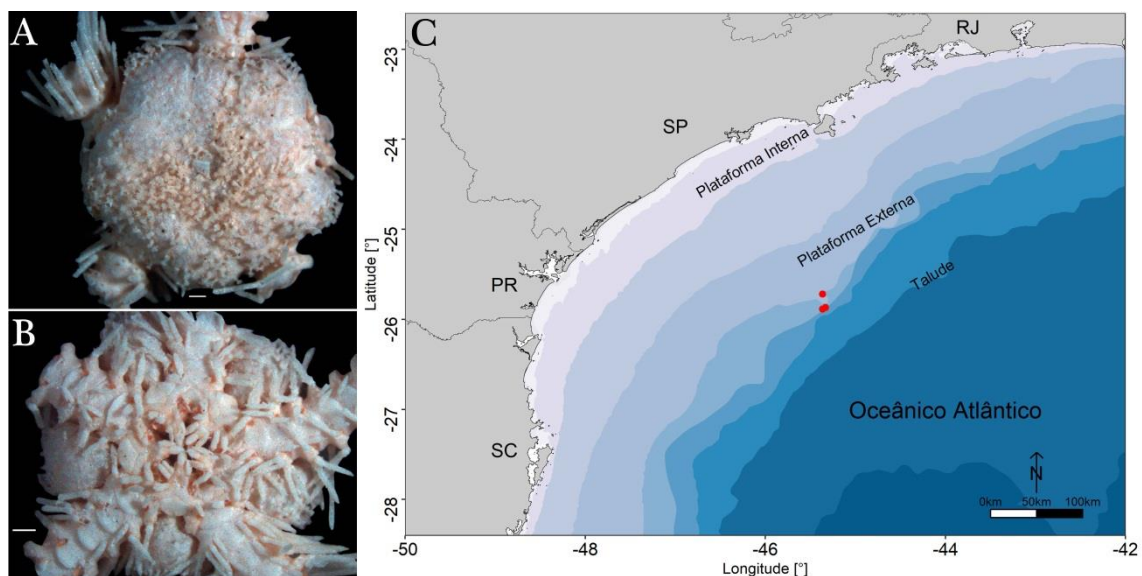 A
B
C
RJ
SP
PR
SC
Plataforma Interna
Plataforma Externa
Talude
Oceânico Atlântico
N
0km 50km 100km
-23
-24
-25
-26
-27
-28
Latitude [°]
-50 -48 -46 -44 -42
Longitude [°]